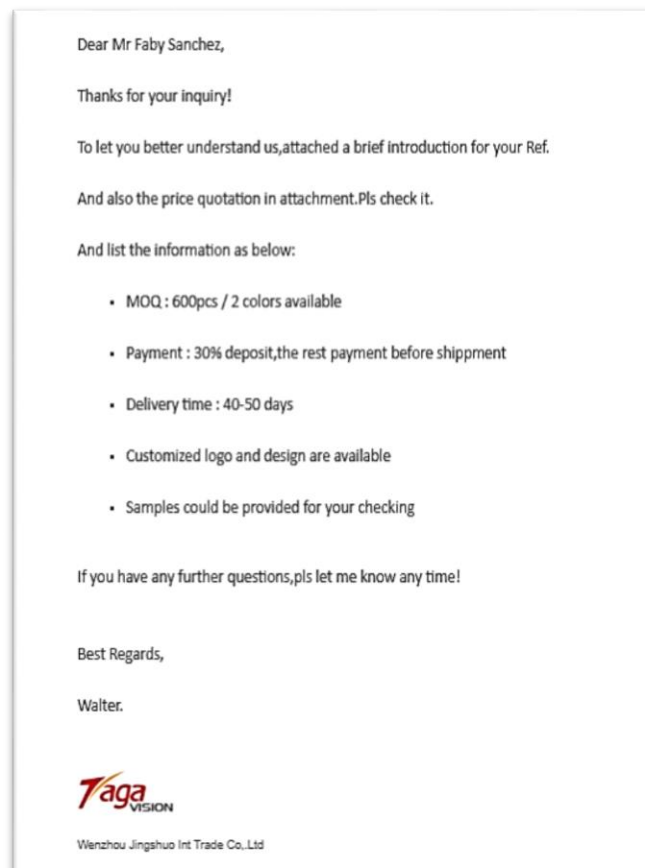 Dear Mr Faby Sanchez,
Thanks for your inquiry!
To let you better understand us,attached a brief introduction for your Ref.
And also the price quotation in attachment.Pls check it.
And list the information as below:
• MOQ : 600pcs / 2 colors available
• Payment : 30% deposit,the rest payment before shippment
• Delivery time : 40-50 days
• Customized logo and design are available
• Samples could be provided for your checking
If you have any further questions,pls let me know any time!
Best Regards,
Walter.
Taga
VISION
Wenzhou Jingshuo Int Trade Co,.Ltd